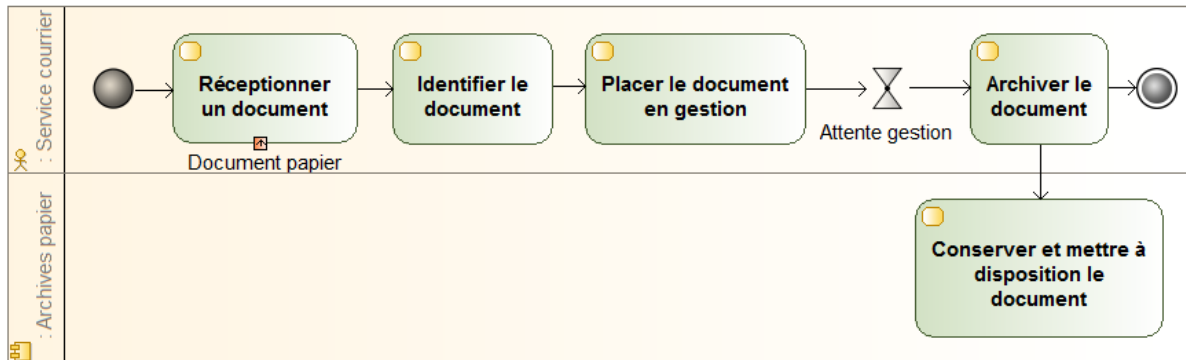 : Service courrier
Réceptionner
un document
Document papier
Identifier le
document
Placer le document
en gestion
Attente gestion
Archiver le
document
: Archives papier
Conserver et mettre à
disposition le
document